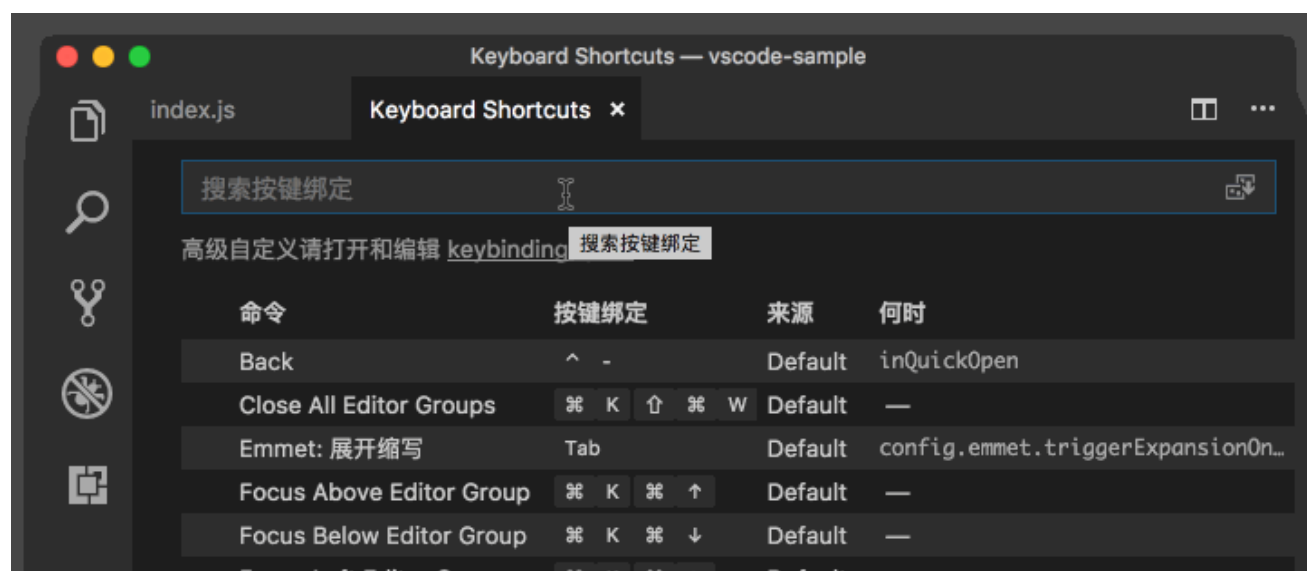 Keyboard Shortcuts — vscode-sample
index.js Keyboard Shortcuts ×
搜索按键绑定
高级自定义请打开和编辑 keybinding
搜索按键绑定
命令 按键绑定 来源 何时
Back ^ - Default inQuickOpen
Close All Editor Groups ⌘ K ⇧ ⌘ W Default —
Emmet: 展开缩写 Tab Default config.emmet.triggerExpansionOn…
Focus Above Editor Group ⌘ K ⌘ ↑ Default —
Focus Below Editor Group ⌘ K ⌘ ↓ Default —